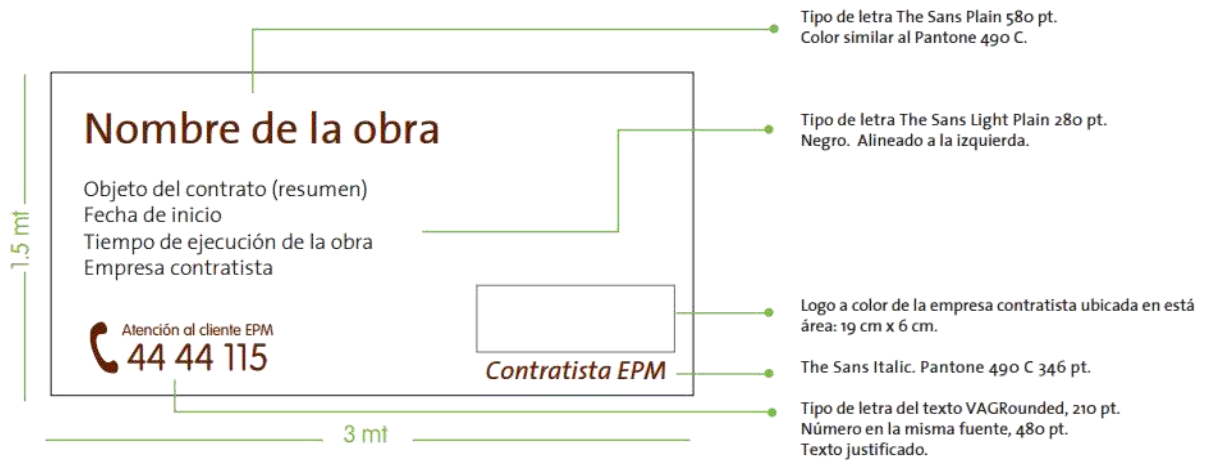 Tipo de letra The Sans Plain 580 pt.
Color similar al Pantone 490 C.
Nombre de la obra
Tipo de letra The Sans Light Plain 280 pt.
Negro. Alineado a la izquierda.
Objeto del contrato (resumen)
Fecha de inicio
Tiempo de ejecución de la obra
Empresa contratista
1.5 mt
Logo a color de la empresa contratista ubicada en está
área: 19 cm x 6 cm.
Atención al cliente EPM
44 44 115
Contratista EPM
The Sans Italic. Pantone 490 C 346 pt.
Tipo de letra del texto VAGRounded, 210 pt.
Número en la misma fuente, 480 pt.
Texto justificado.
3 mt